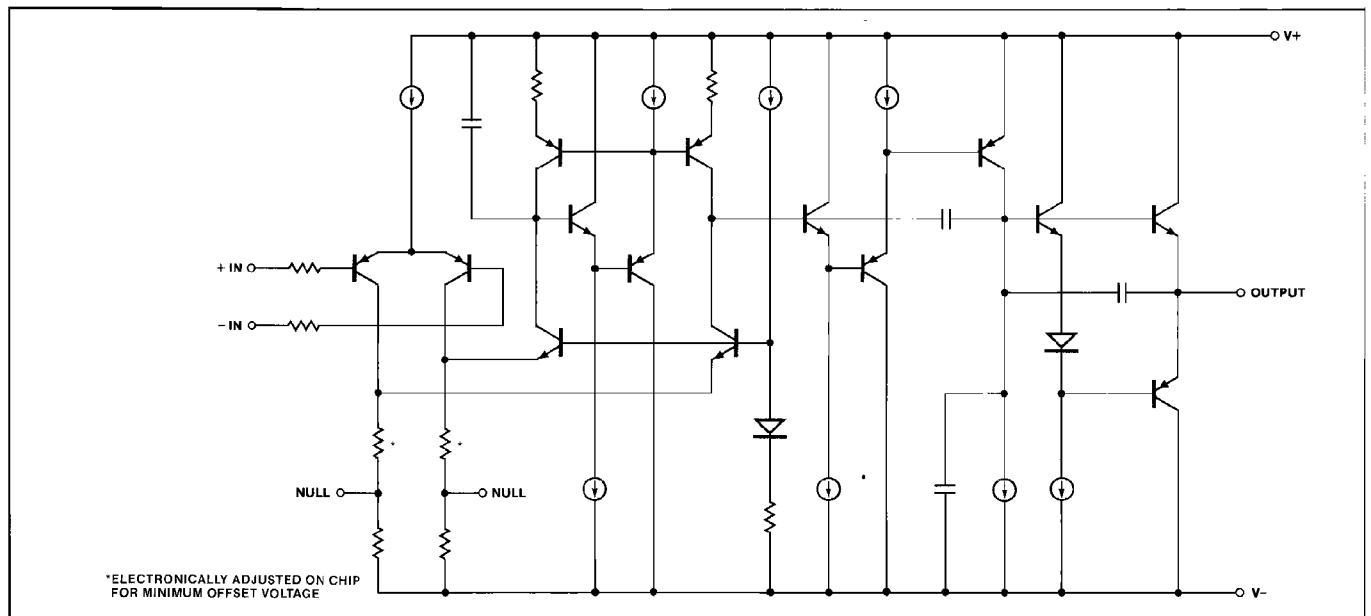 V+
+ IN
- IN
OUTPUT
*
*
NULL
NULL
*ELECTRONICALLY ADJUSTED ON CHIP
FOR MINIMUM OFFSET VOLTAGE
V-